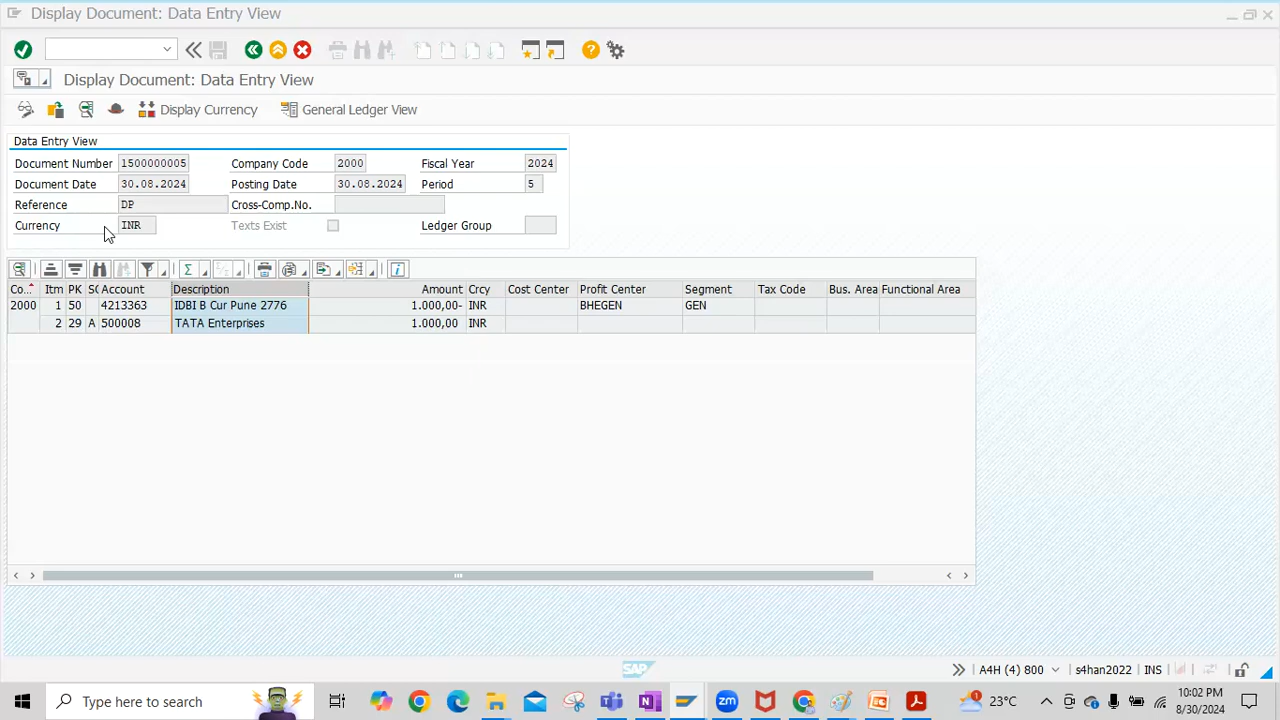 Display Document: Data Entry View
Display Document: Data Entry View
Display Currency General Ledger View
Data Entry View
Document Number 1500000005 Company Code 2000 Fiscal Year 2024
Document Date 30.08.2024 Posting Date 30.08.2024 Period 5
Reference DP Cross-Comp.No.
Currency INR Texts Exist Ledger Group
Co... Itm PK SG Account Description Amount Crcy Cost Center Profit Center Segment Tax Code Bus. Area Functional Area
2000 1 50 4213363 IDBI B Cur Pune 2776 1.000,00- INR BHEGEN GEN
2 29 A 500008 TATA Enterprises 1.000,00 INR
SAP A4H (4) 800 s4han2022 INS
Type here to search 23°C 10:02 PM
8/30/2024